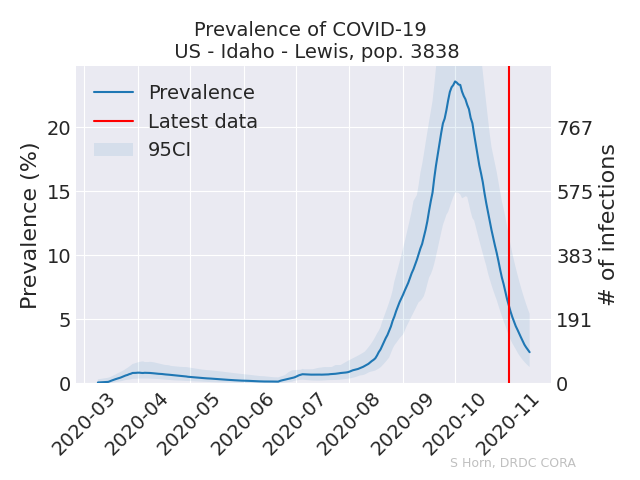 Prevalence of COVID-19
US - Idaho - Lewis, pop. 3838
Prevalence
Latest data
95CI
Prevalence (%)
20
15
10
5
0
767
575
383
191
0
# of infections
2020-03
2020-04
2020-05
2020-06
2020-07
2020-08
2020-09
2020-10
2020-11
S Horn, DRDC CORA